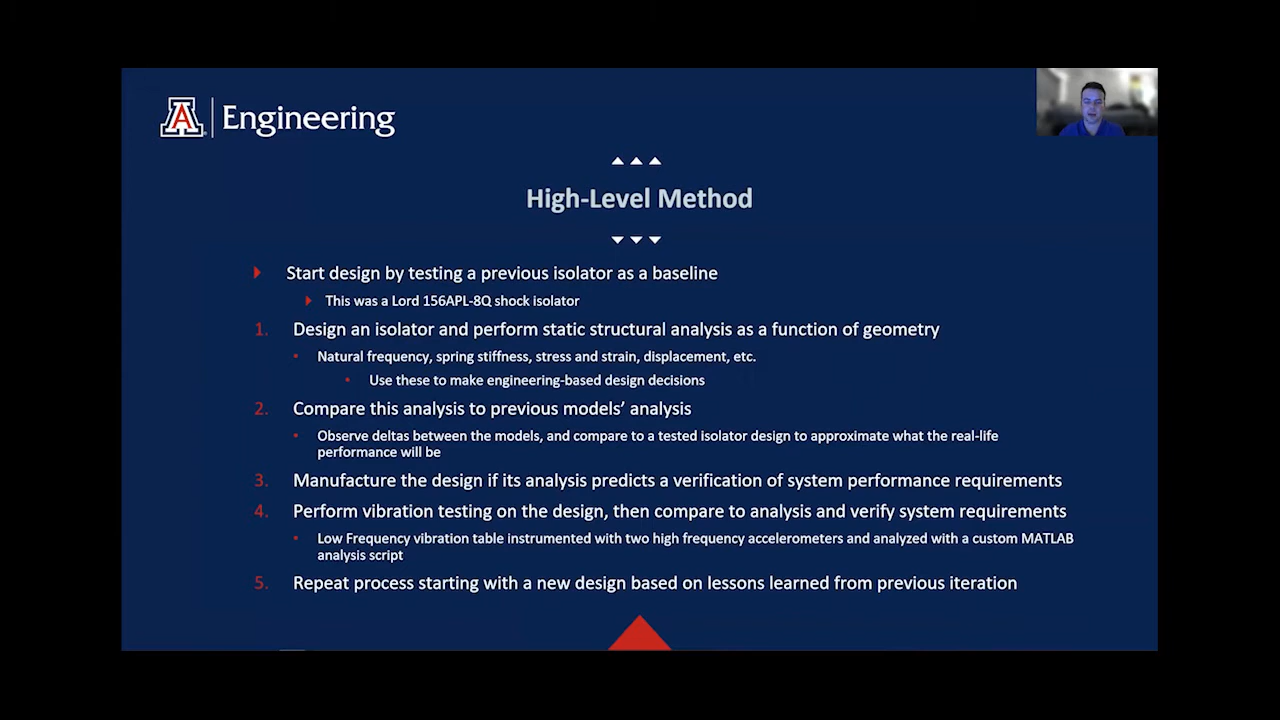 A Engineering
High-Level Method
Start design by testing a previous isolator as a baseline
This was a Lord 156APL-8Q shock isolator
1. Design an isolator and perform static structural analysis as a function of geometry
Natural frequency, spring stiffness, stress and strain, displacement, etc.
Use these to make engineering-based design decisions
2. Compare this analysis to previous models’ analysis
Observe deltas between the models, and compare to a tested isolator design to approximate what the real-life
performance will be
3. Manufacture the design if its analysis predicts a verification of system performance requirements
4. Perform vibration testing on the design, then compare to analysis and verify system requirements
Low Frequency vibration table instrumented with two high frequency accelerometers and analyzed with a custom MATLAB
analysis script
5. Repeat process starting with a new design based on lessons learned from previous iteration